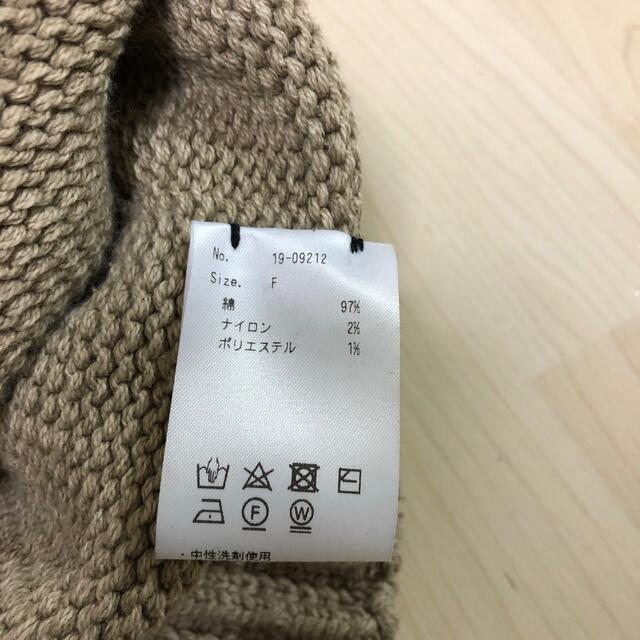 No. 19-09212
Size. F
綿 97%
ナイロン 2%
ポリエステル 1%
F
W
・中性洗剤使用